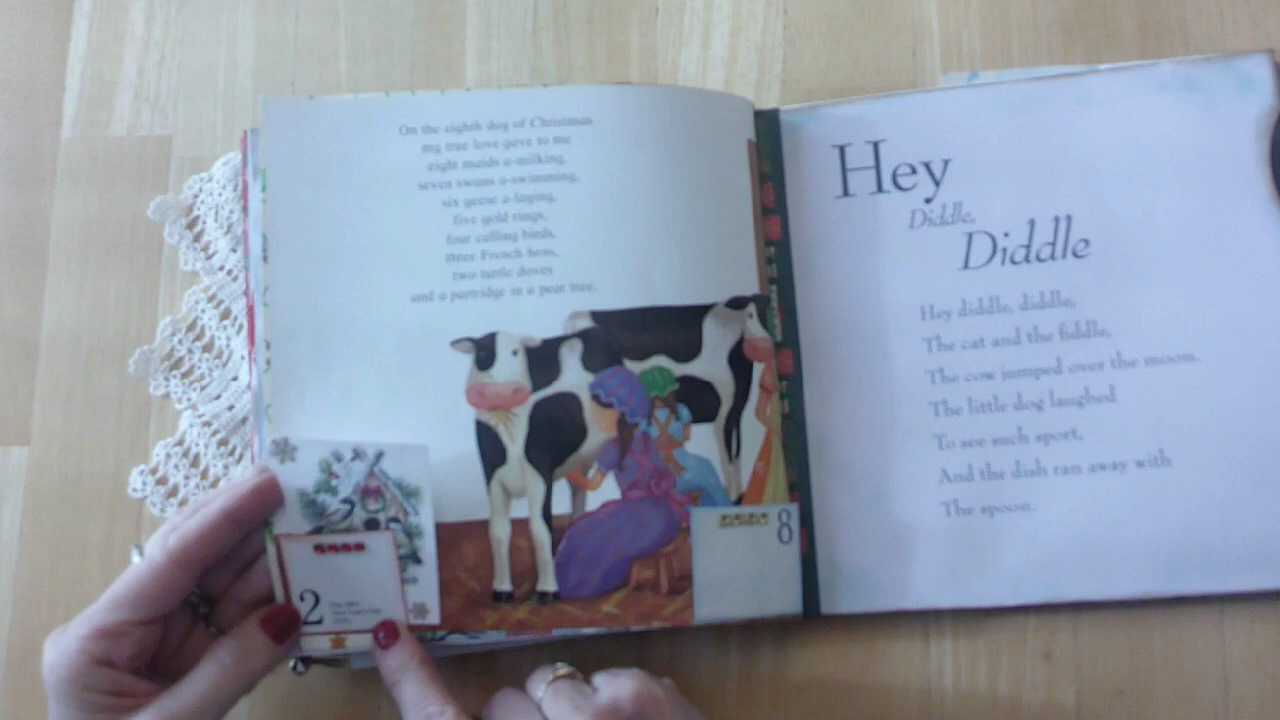 On the eighth day of Christmas
my true love gave to me
eight maids a-milking,
seven swans a-swimming,
six geese a-laying,
five gold rings,
four calling birds,
three French hens,
two turtle doves
and a partridge in a pear tree.
2
8
Hey
Diddle,
Diddle
Hey diddle, diddle,
The cat and the fiddle,
The cow jumped over the moon.
The little dog laughed
To see such sport,
And the dish ran away with
The spoon.